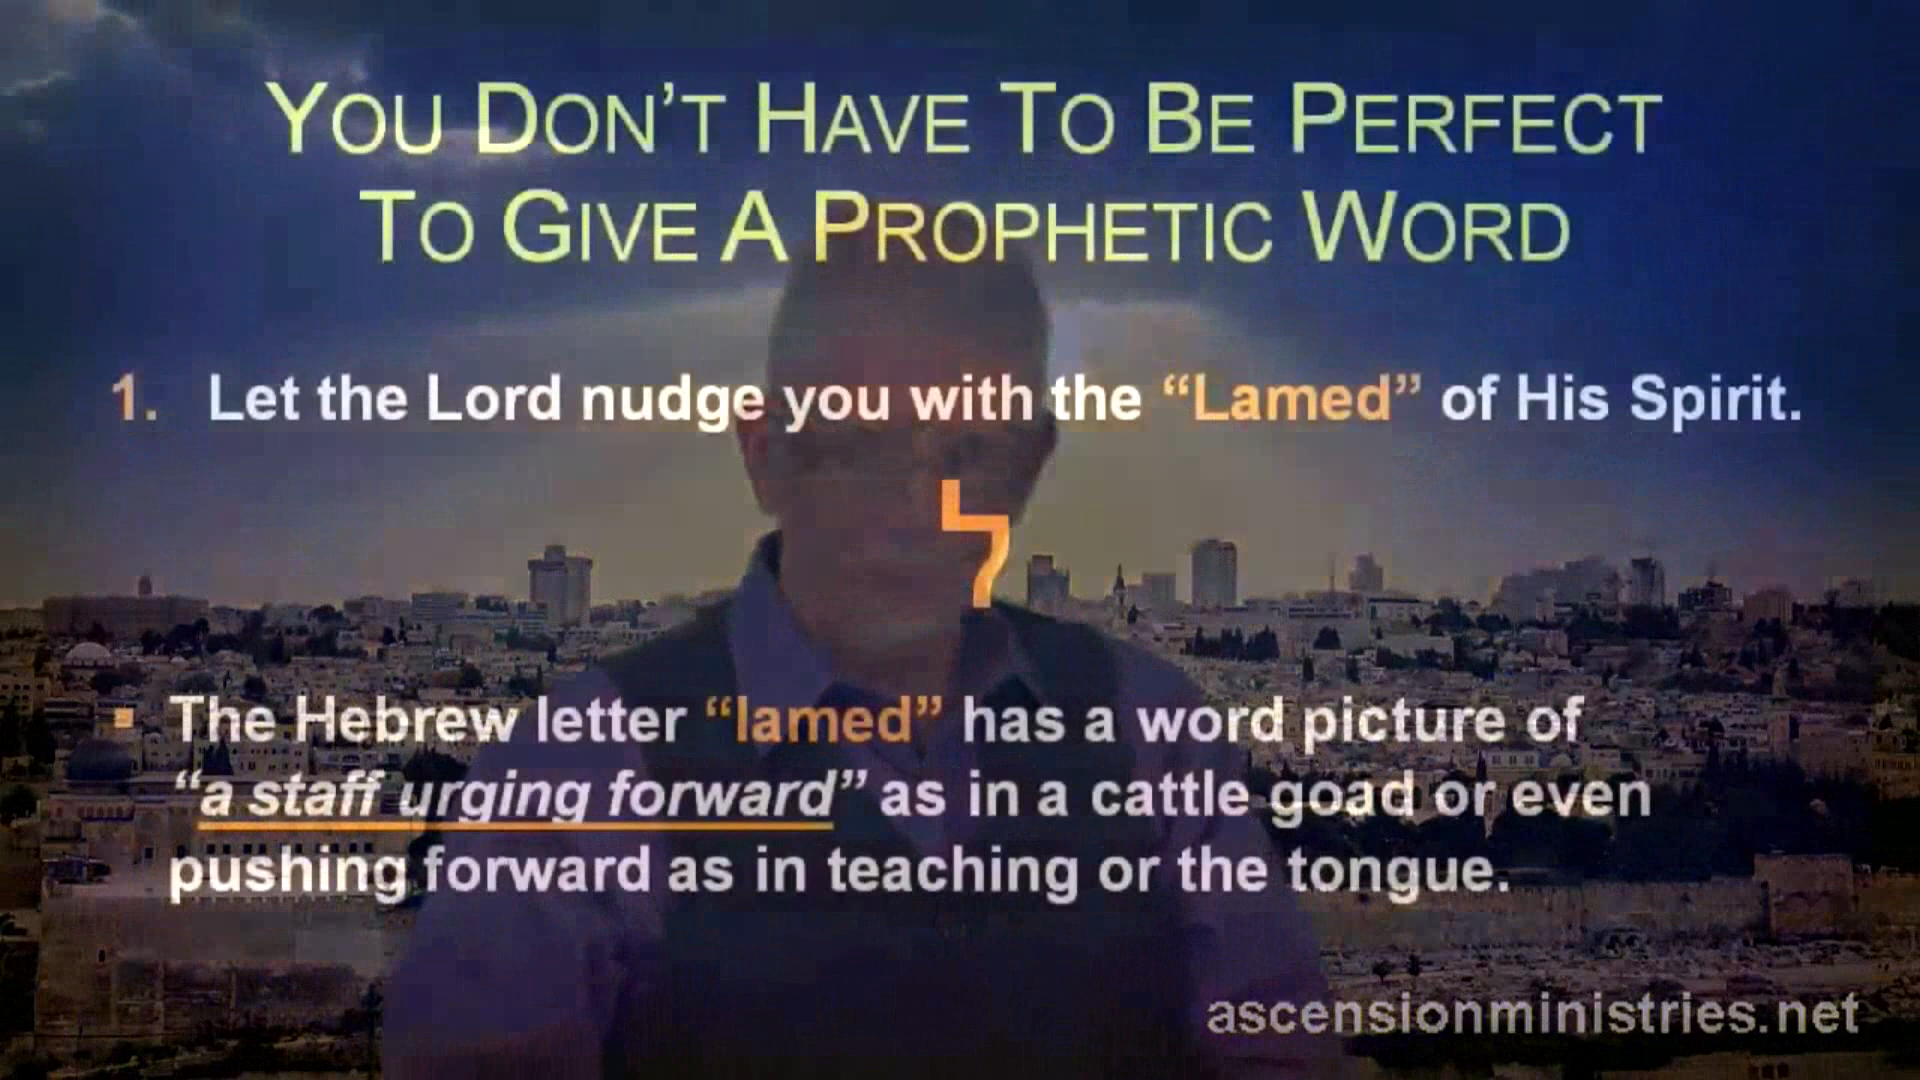 YOU DON'T HAVE TO BE PERFECT
TO GIVE A PROPHETIC WORD
1. Let the Lord nudge you with the “Lamed” of His Spirit.
ל
▪ The Hebrew letter “lamed” has a word picture of
“a staff urging forward” as in a cattle goad or even
pushing forward as in teaching or the tongue.
ascensionministries.net